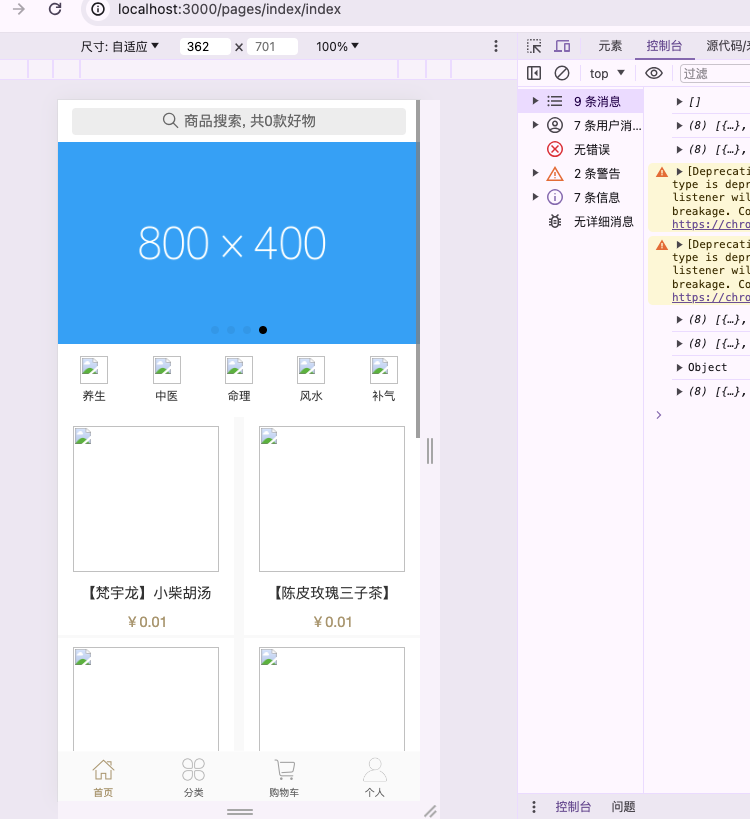 localhost:3000/pages/index/index
尺寸: 自适应 362 x 701 100%
元素 控制台
top 过滤
商品搜索, 共0款好物
800 × 400
养生 中医 命理 风水 补气
【梵宇龙】小柴胡汤 【陈皮玫瑰三子茶】
¥ 0.01 ¥ 0.01
首页 分类 购物车 个人
9 条消息
7 条用户消...
无错误
2 条警告
7 条信息
无详细消息
[]
(8) [{…},
(8) [{…},
[Deprecati
type is depr
listener wil
breakage. Co
https://chro
[Deprecati
type is depr
listener wil
breakage. Co
https://chro
(8) [{…},
(8) [{…},
Object
(8) [{…},
控制台 问题